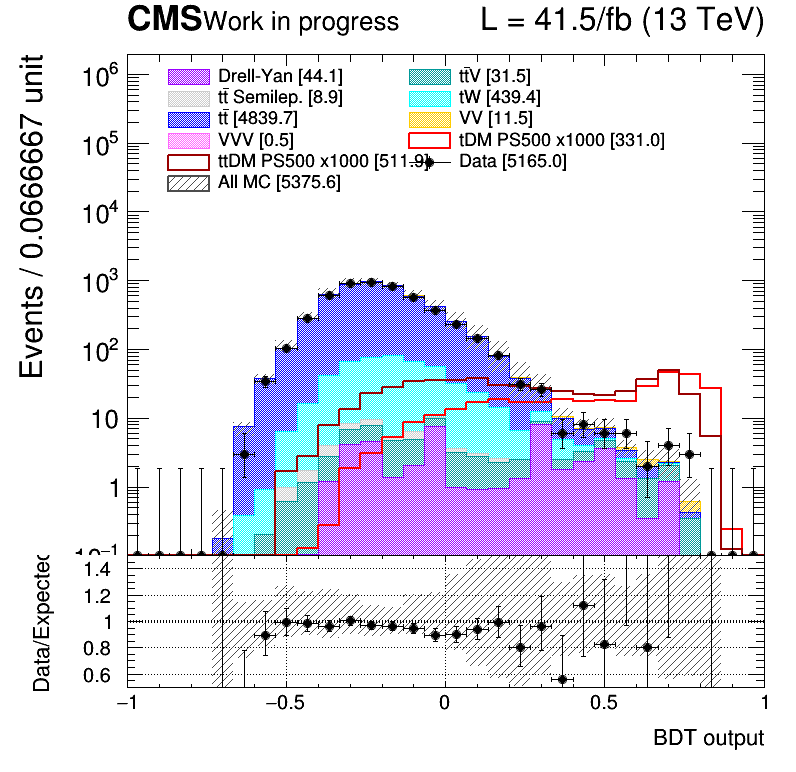 CMS Work in progress L = 41.5/fb (13 TeV)
Events / 0.0666667 unit
10⁶
10⁵
10⁴
10³
10²
10
1
10⁻¹
Drell-Yan [44.1]
tt̄V [31.5]
tt̄ Semilep. [8.9]
tW [439.4]
tt̄ [4839.7]
VV [11.5]
VVV [0.5]
tDM PS500 x1000 [331.0]
ttDM PS500 x1000 [511.9]
Data [5165.0]
All MC [5375.6]
Data/Expected
1.4
1.2
1
0.8
0.6
−1 −0.5 0 0.5 1
BDT output